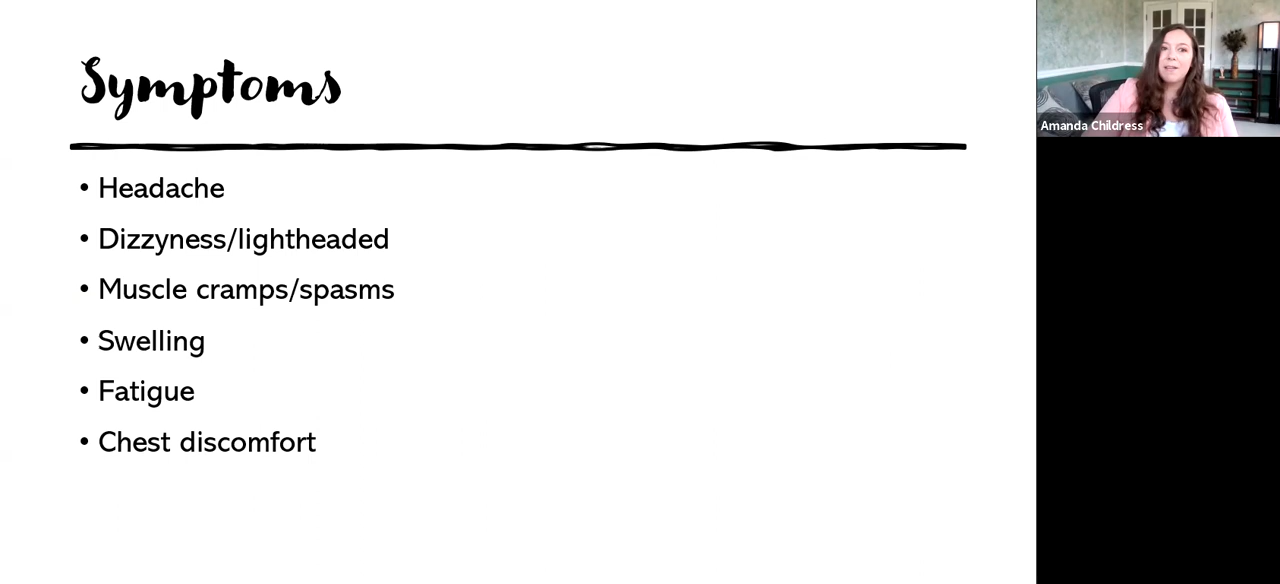 Symptoms
• Headache
• Dizzyness/lightheaded
• Muscle cramps/spasms
• Swelling
• Fatigue
• Chest discomfort
Amanda Childress